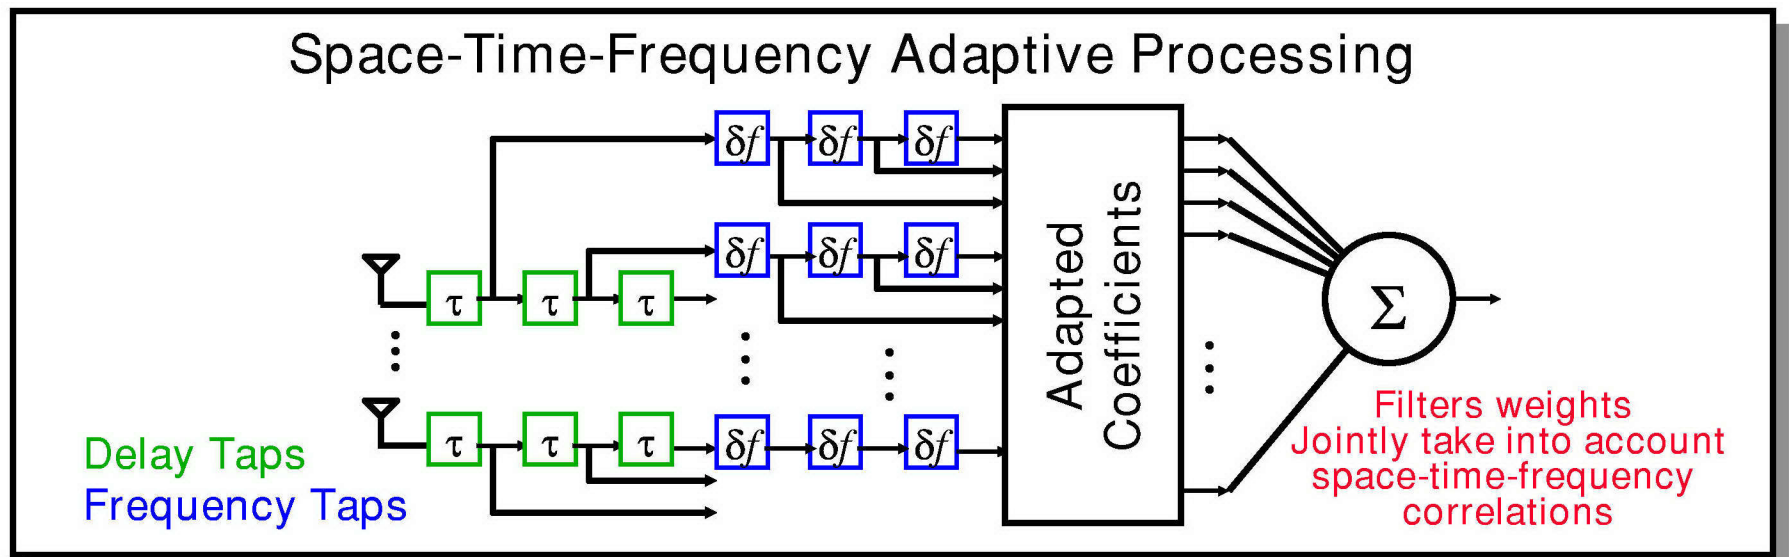 Space-Time-Frequency Adaptive Processing
δf δf δf
δf δf δf
τ τ τ
τ τ τ
δf δf δf
Adapted
Coefficients
Σ
Delay Taps
Frequency Taps
Filters weights
Jointly take into account
space-time-frequency
correlations